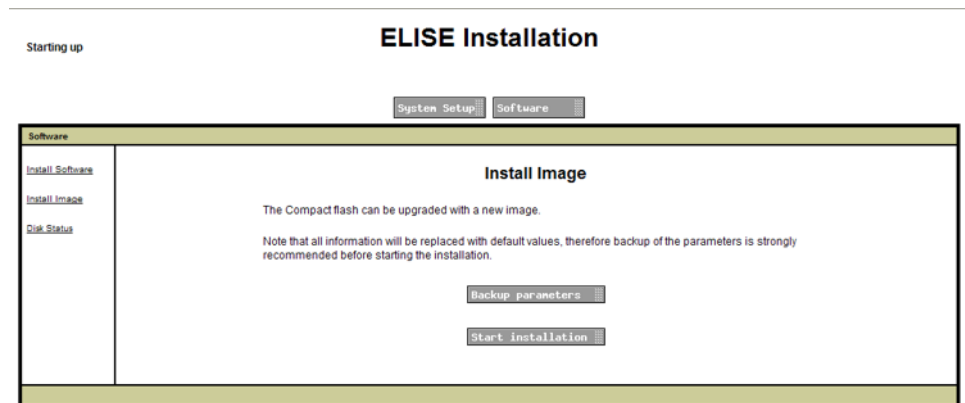 Starting up
ELISE Installation
System Setup
Software
Software
Install Software
Install Image
Disk Status
Install Image
The Compact flash can be upgraded with a new image.
Note that all information will be replaced with default values, therefore backup of the parameters is strongly
recommended before starting the installation.
Backup parameters
Start installation